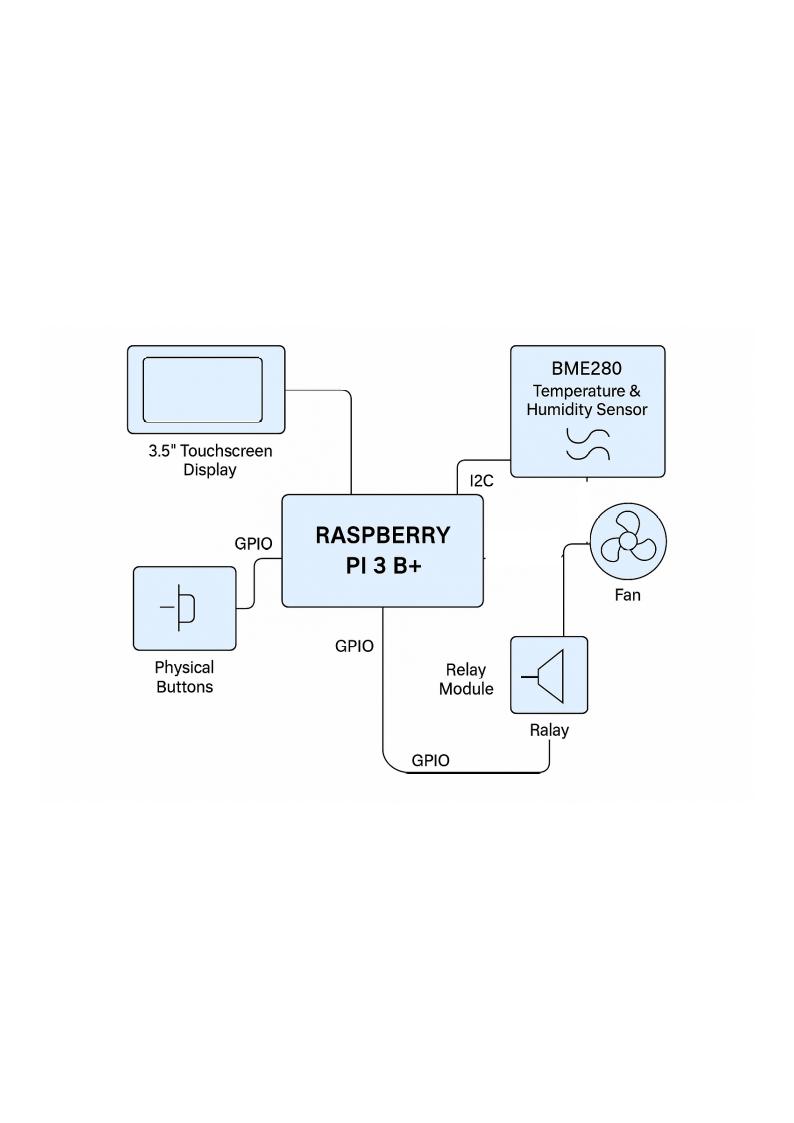 3.5" Touchscreen
Display
BME280
Temperature &
Humidity Sensor
I2C
RASPBERRY
PI 3 B+
GPIO
Physical
Buttons
Fan
GPIO
Relay
Module
Ralay
GPIO